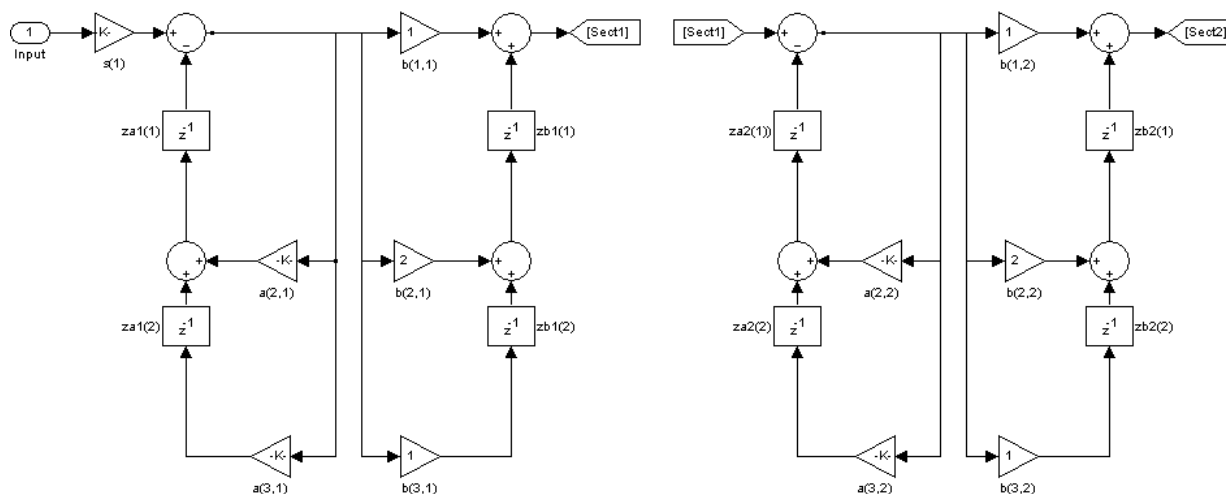 1
Input
K-
s(1)
+
−
1
b(1,1)
+
+
[Sect1]
za1(1)
z-1
zb1(1)
z-1
+
+
-K-
a(2,1)
2
b(2,1)
+
+
za1(2)
z-1
zb1(2)
z-1
-K-
a(3,1)
1
b(3,1)
[Sect1]
+
−
1
b(1,2)
+
+
[Sect2]
za2(1))
z-1
zb2(1)
z-1
+
+
-K-
a(2,2)
2
b(2,2)
+
+
za2(2)
z-1
zb2(2)
z-1
-K-
a(3,2)
1
b(3,2)